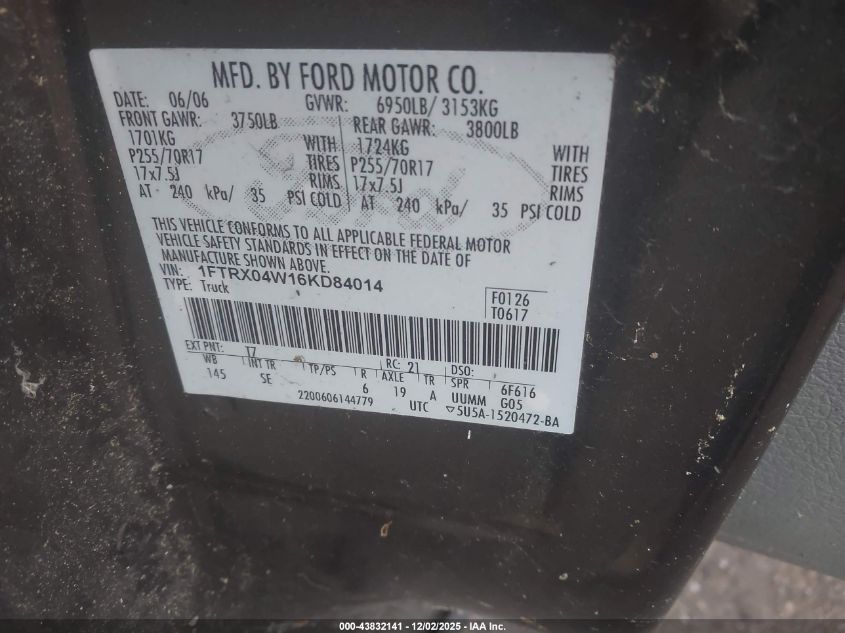 MFD. BY FORD MOTOR CO.
DATE: 06/06 GVWR: 6950LB/ 3153KG
FRONT GAWR: 3750LB REAR GAWR: 3800LB
1701KG WITH 1724KG WITH
P255/70R17 TIRES P255/70R17 TIRES
17x7.5J RIMS 17x7.5J RIMS
AT 240 kPa/ 35 PSI COLD AT 240 kPa/ 35 PSI COLD
THIS VEHICLE CONFORMS TO ALL APPLICABLE FEDERAL MOTOR
VEHICLE SAFETY STANDARDS IN EFFECT ON THE DATE OF
MANUFACTURE SHOWN ABOVE.
VIN: 1FTRX04W16KD84014
TYPE: Truck
F0126
T0617
EXT PNT: T7 RC: 21 DSO:
WB INT TR TP/PS R AXLE TR SPR 6F616
145 SE 6 19 A UUMM G05
2200606144779 UTC ▽5U5A-1520472-BA
Ford
000-43832141 - 12/02/2025 - IAA Inc.